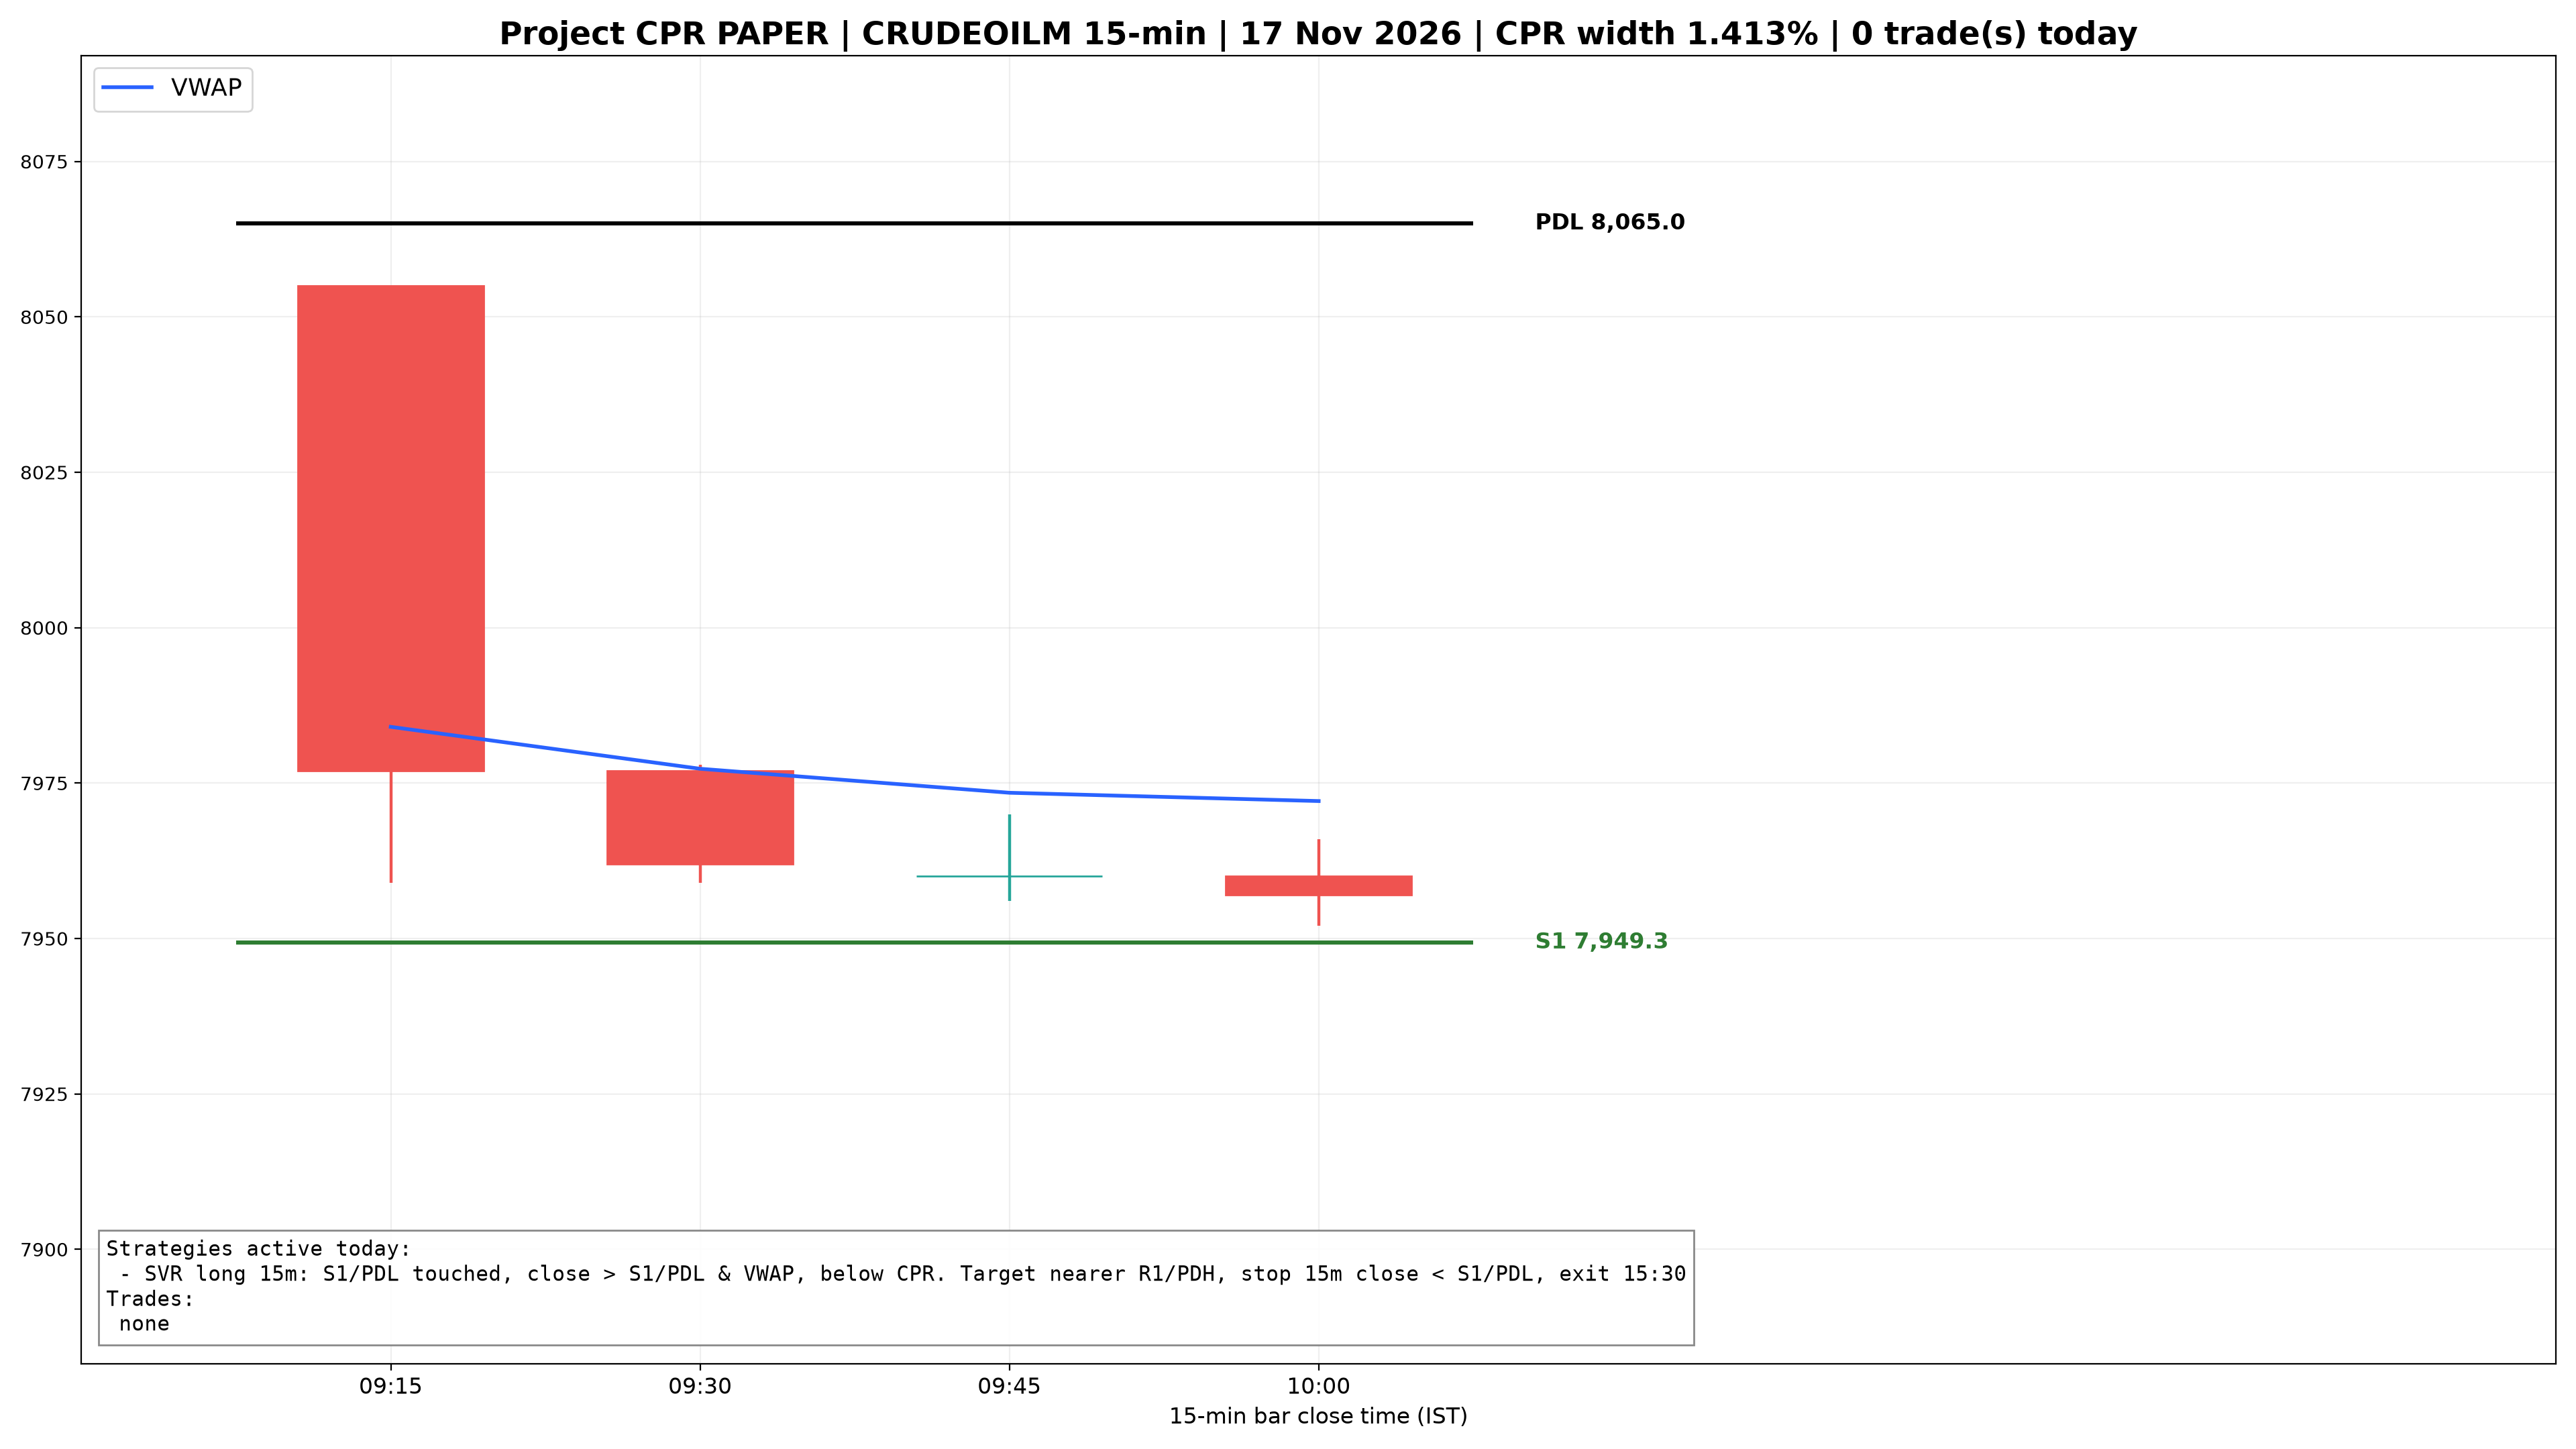 Project CPR PAPER | CRUDEOILM 15-min | 17 Nov 2026 | CPR width 1.413% | 0 trade(s) today
VWAP
8075
PDL 8,065.0
8050
8025
8000
7975
7950
S1 7,949.3
7925
7900
Strategies active today:
- SVR long 15m: S1/PDL touched, close > S1/PDL & VWAP, below CPR. Target nearer R1/PDH, stop 15m close < S1/PDL, exit 15:30
Trades:
none
09:15 09:30 09:45 10:00
15-min bar close time (IST)